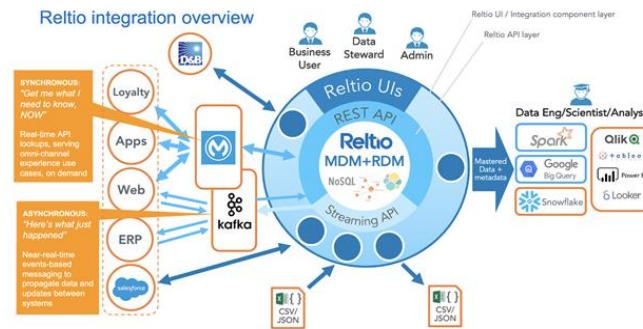 Reltio integration overview
Reltio UI / Integration component layer
Reltio API layer
Business
User
Data
Steward
Admin
D&B
SYNCHRONOUS:
"Get me what I
need to know,
NOW"
Real-time API
lookups, serving
omni-channel
experience use
cases, on demand
ASYNCHRONOUS:
"Here's what just
happened"
Near-real-time
events-based
messaging to
propagate data and
updates between
systems
Loyalty
Apps
Web
ERP
salesforce
kafka
Reltio UIs
REST API
Reltio
MDM+RDM
NoSQL
Streaming API
CSV/
JSON
CSV/
JSON
Mastered
Data +
metadata
Data Eng/Scientist/Analys
Spark
Google
Big Query
Snowflake
Qlik
Looker